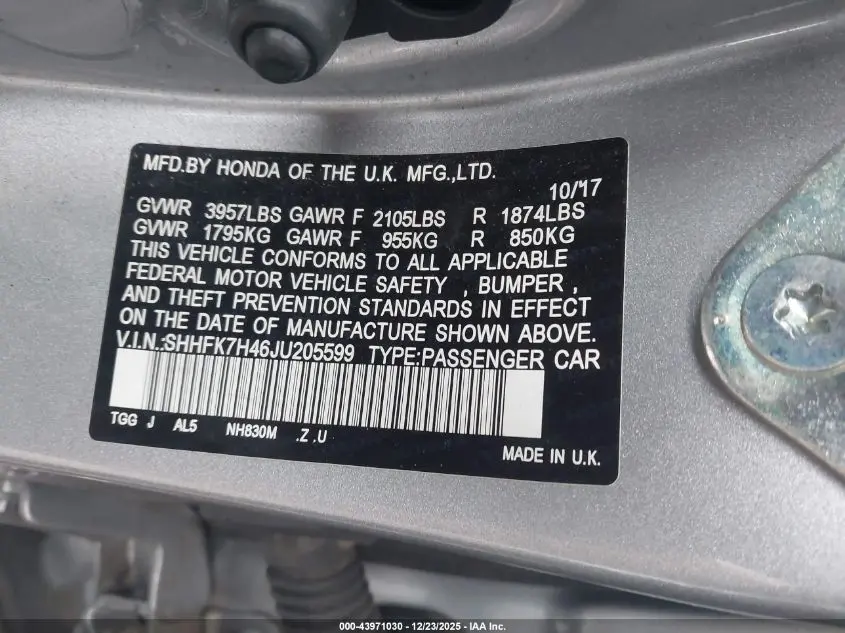 MFD.BY HONDA OF THE U.K. MFG.,LTD.
10/17
GVWR 3957LBS GAWR F 2105LBS R 1874LBS
GVWR 1795KG GAWR F 955KG R 850KG
THIS VEHICLE CONFORMS TO ALL APPLICABLE
FEDERAL MOTOR VEHICLE SAFETY , BUMPER ,
AND THEFT PREVENTION STANDARDS IN EFFECT
ON THE DATE OF MANUFACTURE SHOWN ABOVE.
V.I.N.:SHHFK7H46JU205599 TYPE:PASSENGER CAR
TGG J AL5 NH830M .Z .U
MADE IN U.K.
000-43971030 - 12/23/2025 - IAA Inc.